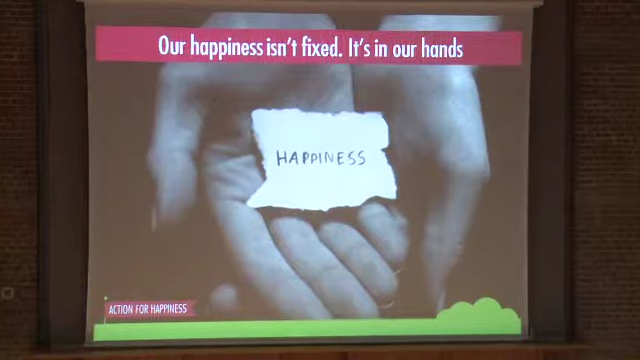 Our happiness isn't fixed. It's in our hands
HAPPINESS
ACTION FOR HAPPINESS